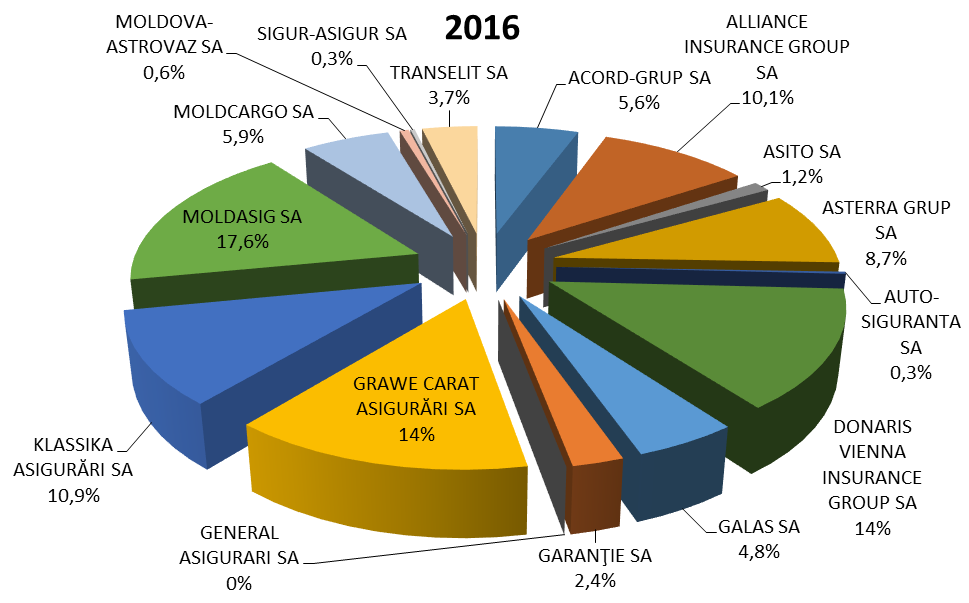 2016
MOLDOVA-
ASTROVAZ SA
0,6%
SIGUR-ASIGUR SA
0,3%
TRANSELIT SA
3,7%
ACORD-GRUP SA
5,6%
ALLIANCE
INSURANCE GROUP
SA
10,1%
ASITO SA
1,2%
ASTERRA GRUP
SA
8,7%
AUTO-
SIGURANTA
SA
0,3%
DONARIS
VIENNA
INSURANCE
GROUP SA
14%
GALAS SA
4,8%
GARANŢIE SA
2,4%
GENERAL
ASIGURARI SA
0%
GRAWE CARAT
ASIGURĂRI SA
14%
KLASSIKA
ASIGURĂRI SA
10,9%
MOLDASIG SA
17,6%
MOLDCARGO SA
5,9%